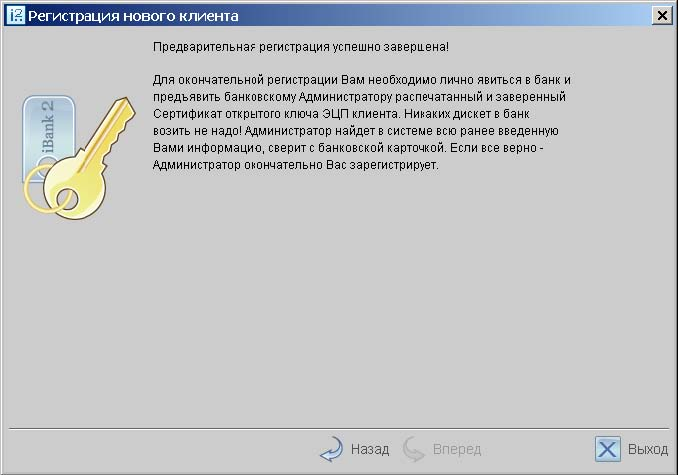 Регистрация нового клиента
Предварительная регистрация успешно завершена!
Для окончательной регистрации Вам необходимо лично явиться в банк и
предъявить банковскому Администратору распечатанный и заверенный
Сертификат открытого ключа ЭЦП клиента. Никаких дискет в банк
возить не надо! Администратор найдет в системе всю ранее введенную
Вами информацию, сверит с банковской карточкой. Если все верно -
Администратор окончательно Вас зарегистрирует.
iBank 2
Назад
Вперед
Выход